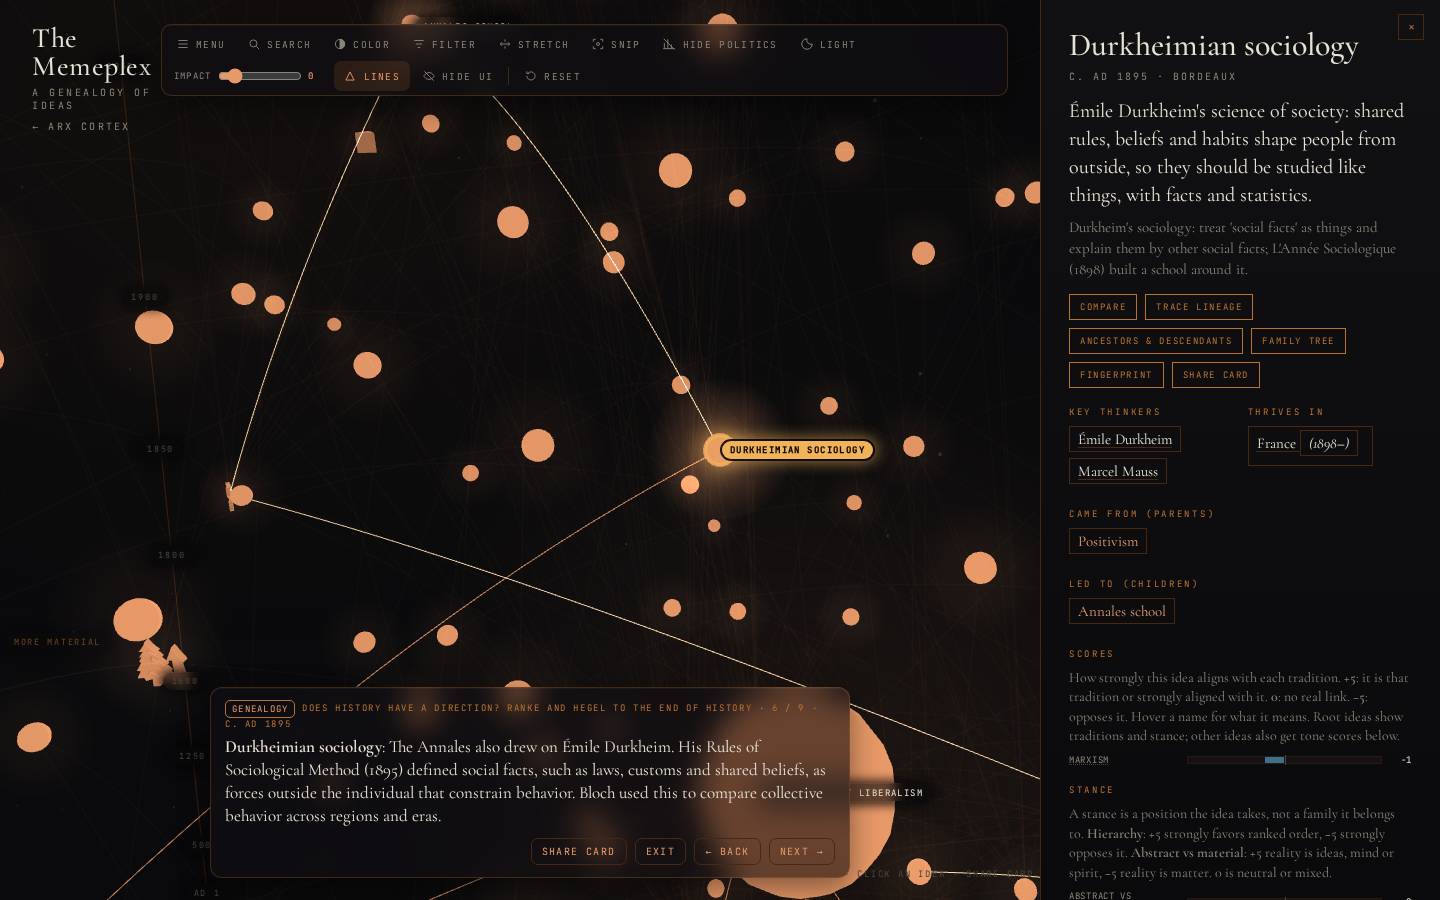 The
Memeplex
A GENEALOGY OF
IDEAS
← ARX CORTEX
MENU SEARCH COLOR FILTER STRETCH SNIP HIDE POLITICS LIGHT
IMPACT 0 LINES HIDE UI RESET
1900
1850
1800
MORE MATERIAL
1600
1250
500
AD 1
DURKHEIMIAN SOCIOLOGY
LIBERALISM
GENEALOGY DOES HISTORY HAVE A DIRECTION? RANKE AND HEGEL TO THE END OF HISTORY · 6 / 9 ·
C. AD 1895
Durkheimian sociology: The Annales also drew on Émile Durkheim. His Rules of
Sociological Method (1895) defined social facts, such as laws, customs and shared beliefs, as
forces outside the individual that constrain behavior. Bloch used this to compare collective
behavior across regions and eras.
SHARE CARD EXIT ← BACK NEXT →
CLICK AN IDEA
×
Durkheimian sociology
C. AD 1895 · BORDEAUX
Émile Durkheim's science of society: shared
rules, beliefs and habits shape people from
outside, so they should be studied like
things, with facts and statistics.
Durkheim's sociology: treat 'social facts' as things and
explain them by other social facts; L'Année Sociologique
(1898) built a school around it.
COMPARE TRACE LINEAGE
ANCESTORS & DESCENDANTS FAMILY TREE
FINGERPRINT SHARE CARD
KEY THINKERS
Émile Durkheim
Marcel Mauss
THRIVES IN
France (1898–)
CAME FROM (PARENTS)
Positivism
LED TO (CHILDREN)
Annales school
SCORES
How strongly this idea aligns with each tradition. +5: it is that
tradition or strongly aligned with it. 0: no real link. −5:
opposes it. Hover a name for what it means. Root ideas show
traditions and stance; other ideas also get tone scores below.
MARXISM -1
STANCE
A stance is a position the idea takes, not a family it belongs
to. Hierarchy: +5 strongly favors ranked order, −5 strongly
opposes it. Abstract vs material: +5 reality is ideas, mind or
spirit, −5 reality is matter. 0 is neutral or mixed.
ABSTRACT VS